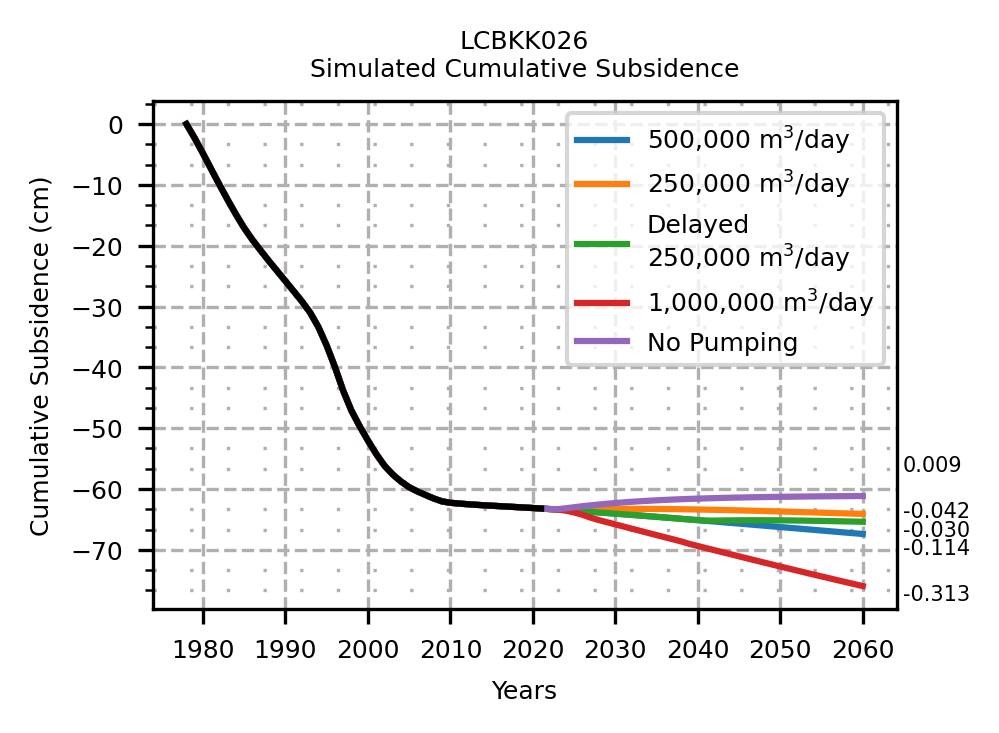 LCBKK026
Simulated Cumulative Subsidence
Cumulative Subsidence (cm)
0
−10
−20
−30
−40
−50
−60
−70
500,000 m³/day
250,000 m³/day
Delayed
250,000 m³/day
1,000,000 m³/day
No Pumping
0.009
-0.042
-0.030
-0.114
-0.313
1980 1990 2000 2010 2020 2030 2040 2050 2060
Years